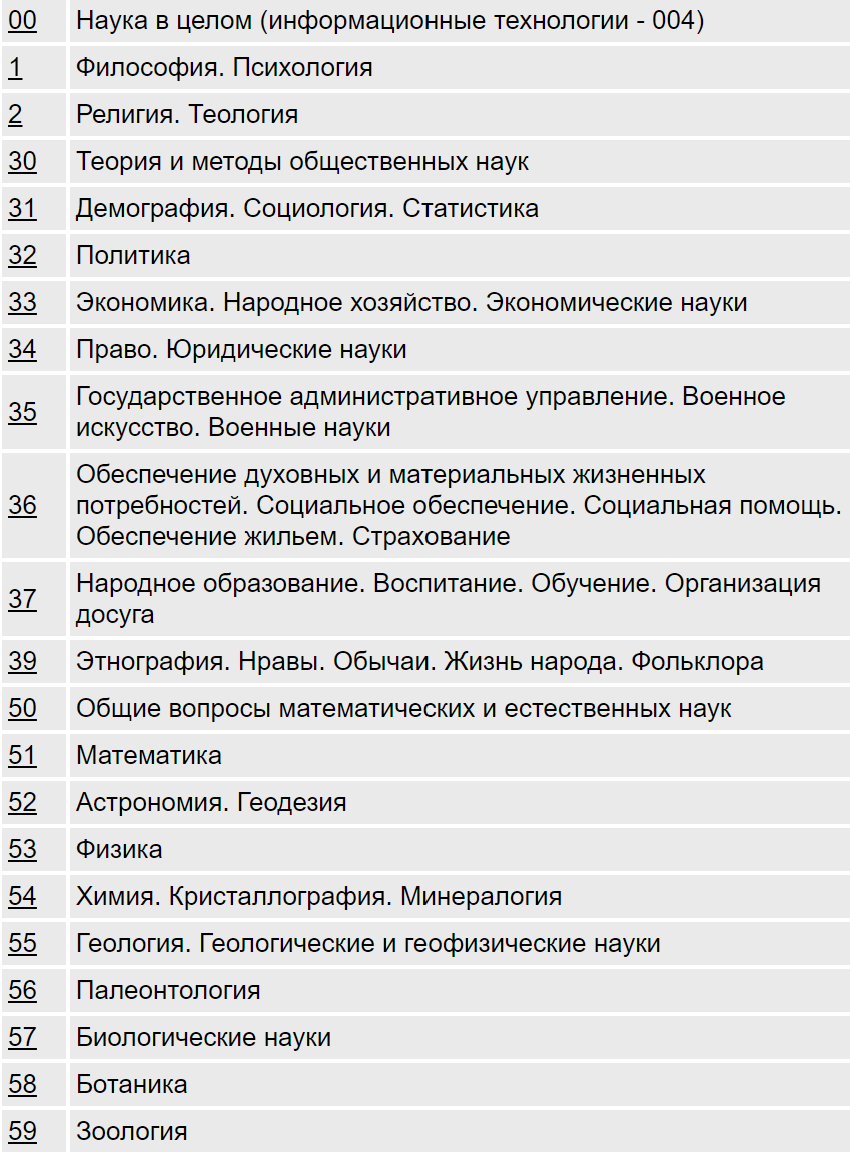 00 Наука в целом (информационные технологии - 004)
1 Философия. Психология
2 Религия. Теология
30 Теория и методы общественных наук
31 Демография. Социология. Статистика
32 Политика
33 Экономика. Народное хозяйство. Экономические науки
34 Право. Юридические науки
35 Государственное административное управление. Военное
искусство. Военные науки
36 Обеспечение духовных и материальных жизненных
потребностей. Социальное обеспечение. Социальная помощь.
Обеспечение жильем. Страхование
37 Народное образование. Воспитание. Обучение. Организация
досуга
39 Этнография. Нравы. Обычаи. Жизнь народа. Фольклора
50 Общие вопросы математических и естественных наук
51 Математика
52 Астрономия. Геодезия
53 Физика
54 Химия. Кристаллография. Минералогия
55 Геология. Геологические и геофизические науки
56 Палеонтология
57 Биологические науки
58 Ботаника
59 Зоология